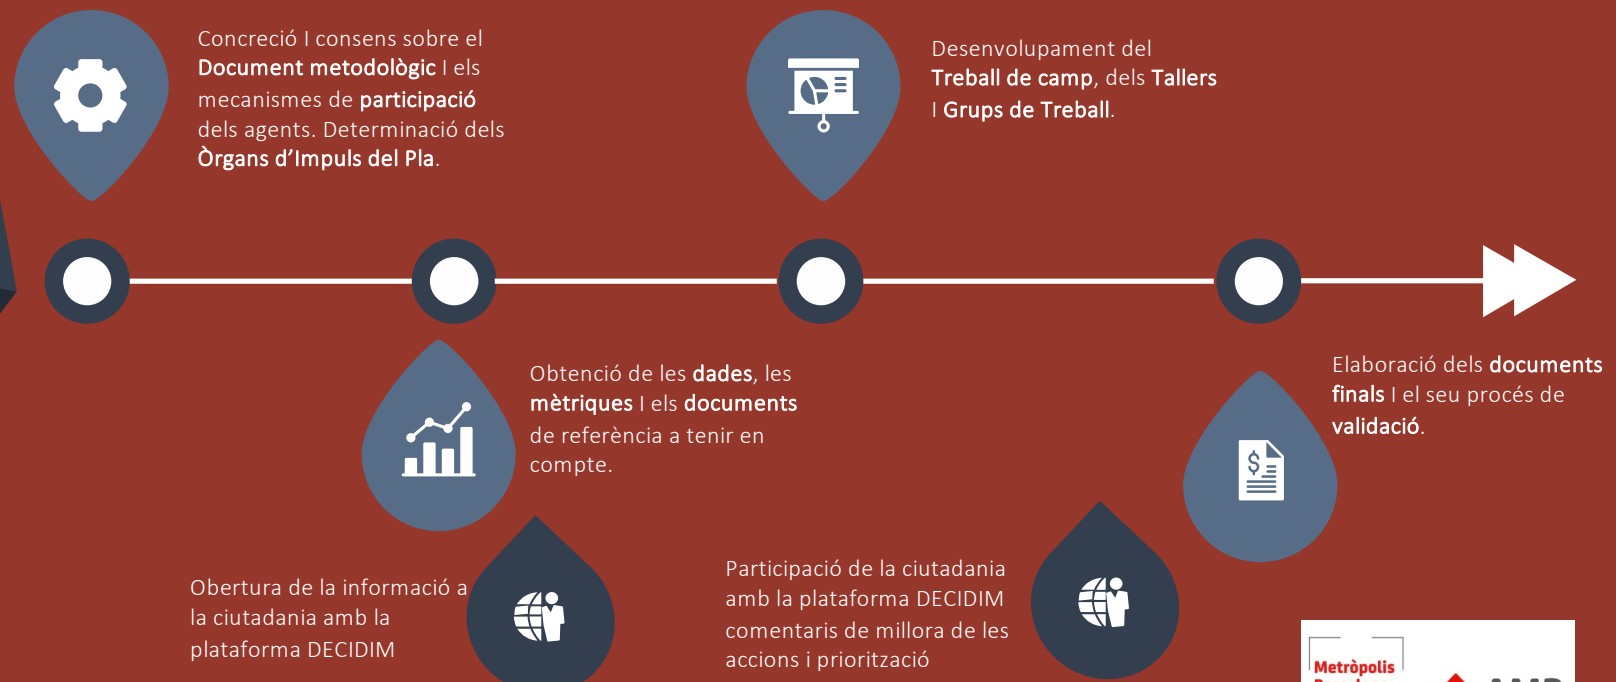 Concreció I consens sobre el
Document metodològic I els
mecanismes de participació
dels agents. Determinació dels
Òrgans d’Impuls del Pla.
Desenvolupament del
Treball de camp, dels Tallers
I Grups de Treball.
Obtenció de les dades, les
mètriques I els documents
de referència a tenir en
compte.
Elaboració dels documents
finals I el seu procés de
validació.
Obertura de la informació a
la ciutadania amb la
plataforma DECIDIM
Participació de la ciutadania
amb la plataforma DECIDIM
comentaris de millora de les
accions i priorització
$
Metròpolis